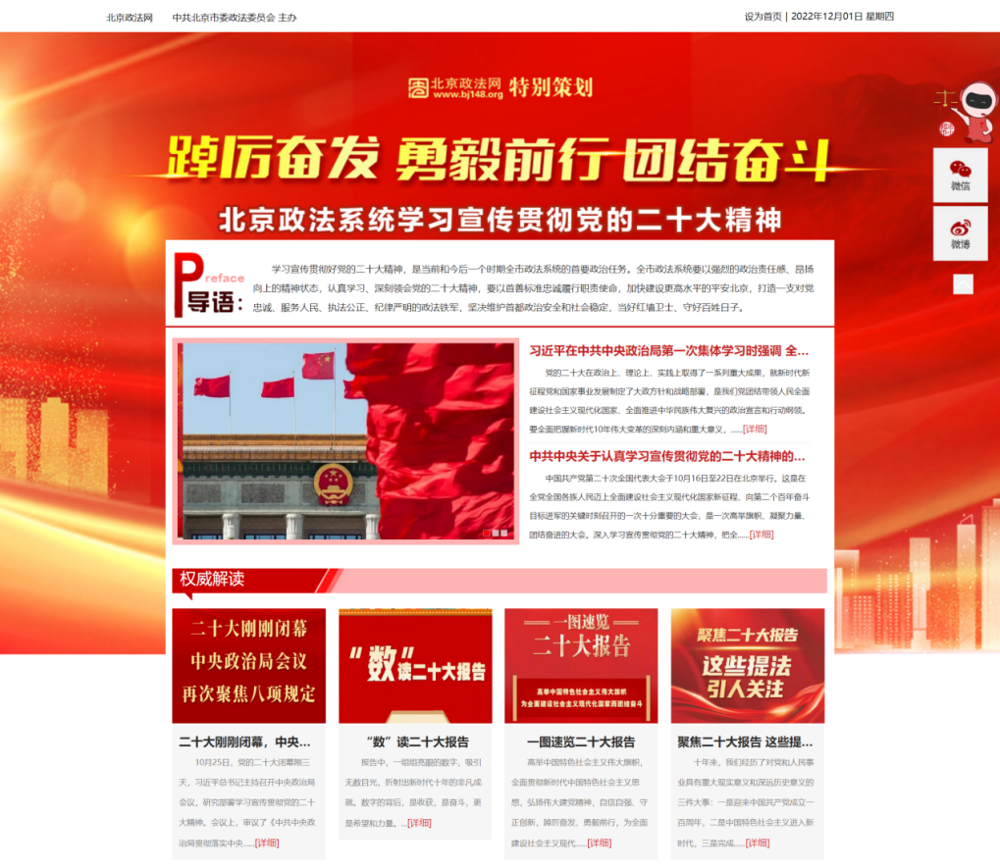 北京政法网 中共北京市委政法委员会 主办
设为首页 | 2022年12月01日 星期四
北京政法网 特别策划
www.bj148.org
踔厉奋发 勇毅前行 团结奋斗
北京政法系统学习宣传贯彻党的二十大精神
微信
微博
Preface
导语：
学习宣传贯彻好党的二十大精神，是当前和今后一个时期全市政法系统的首要政治任务。全市政法系统要以强烈的政治责任感、昂扬
向上的精神状态，认真学习、深刻领会党的二十大精神，要以首善标准忠诚履行职责使命，加快建设更高水平的平安北京，打造一支对党
忠诚、服务人民、执法公正、纪律严明的政法铁军，坚决维护首都政治安全和社会稳定，当好红墙卫士、守好百姓日子。
习近平在中共中央政治局第一次集体学习时强调 全...
党的二十大在政治上、理论上、实践上取得了一系列重大成果，就新时代新
征程党和国家事业发展制定了大政方针和战略部署，是我们党团结带领人民全面
建设社会主义现代化国家、全面推进中华民族伟大复兴的政治宣言和行动纲领。
要全面把握新时代10年伟大变革的深刻内涵和重大意义，......[详细]
中共中央关于认真学习宣传贯彻党的二十大精神的...
中国共产党第二十次全国代表大会于10月16日至22日在北京举行。这是在
全党全国各族人民迈上全面建设社会主义现代化国家新征程、向第二个百年奋斗
目标进军的关键时刻召开的一次十分重要的大会，是一次高举旗帜、凝聚力量、
团结奋进的大会。深入学习宣传贯彻党的二十大精神，把全......[详细]
权威解读
二十大刚刚闭幕
中央政治局会议
再次聚焦八项规定
“数”读二十大报告
一图速览
二十大报告
高举中国特色社会主义伟大旗帜
为全面建设社会主义现代化国家而团结奋斗
聚焦二十大报告
这些提法
引人关注
二十大刚刚闭幕，中央...
10月25日，党的二十大闭幕刚三
天，习近平总书记主持召开中央政治局
会议，研究部署学习宣传贯彻党的二十
大精神。会议上，审议了《中共中央政
治局贯彻落实中央......[详细]
“数”读二十大报告
报告中，一组组亮眼的数字，吸引
无数目光，折射出新时代十年的非凡成
就。数字的背后，是收获，是奋斗，更
是希望和力量。...[详细]
一图速览二十大报告
高举中国特色社会主义伟大旗帜，
全面贯彻新时代中国特色社会主义思
想，弘扬伟大建党精神，自信自强、守
正创新，踔厉奋发、勇毅前行，为全面
建设社会主义现代......[详细]
聚焦二十大报告 这些提...
十年来，我们经历了对党和人民事
业具有重大现实意义和深远历史意义的
三件大事：一是迎来中国共产党成立一
百周年，二是中国特色社会主义进入新
时代，三是完成......[详细]